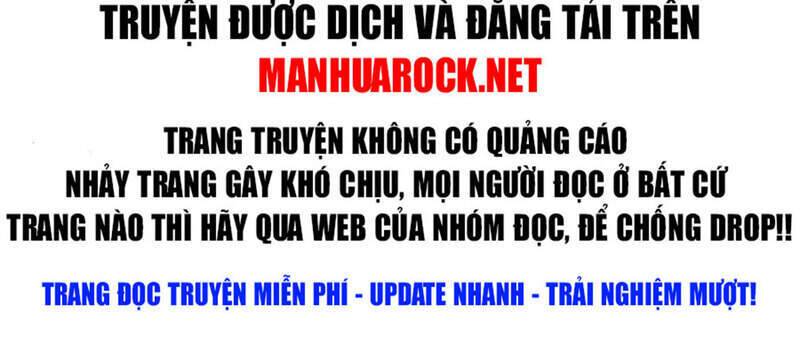 TRUYỆN ĐƯỢC DỊCH VÀ ĐĂNG TẢI TRÊN
MANHUAROCK.NET
TRANG TRUYỆN KHÔNG CÓ QUẢNG CÁO
NHẢY TRANG GÂY KHÓ CHỊU, MỌI NGƯỜI ĐỌC Ở BẤT CỨ
TRANG NÀO THÌ HÃY QUA WEB CỦA NHÓM ĐỌC, ĐỂ CHỐNG DROP!!
TRANG ĐỌC TRUYỆN MIỄN PHÍ - UPDATE NHANH - TRẢI NGHIỆM MƯỢT!